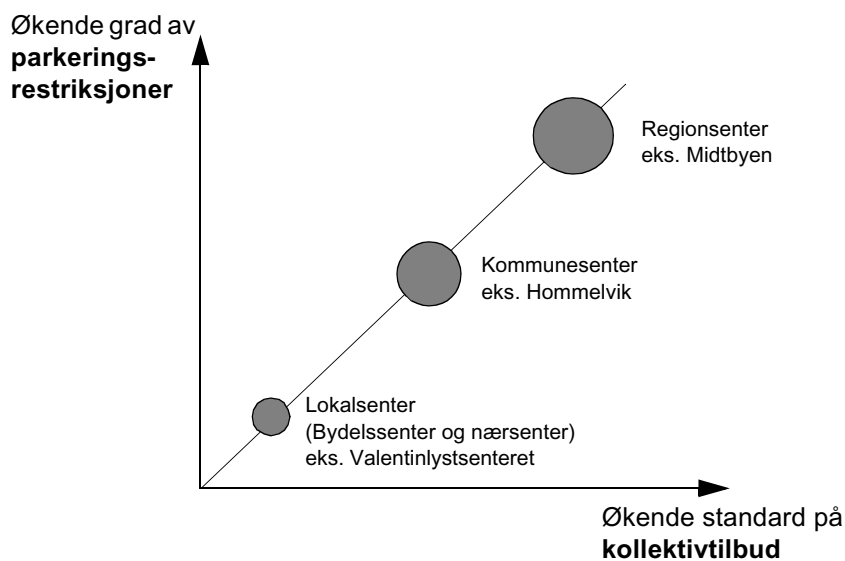 Økende grad av
parkerings-
restriksjoner
Regionsenter
eks. Midtbyen
Kommunesenter
eks. Hommelvik
Lokalsenter
(Bydelssenter og nærsenter)
eks. Valentinlystsenteret
Økende standard på
kollektivtilbud